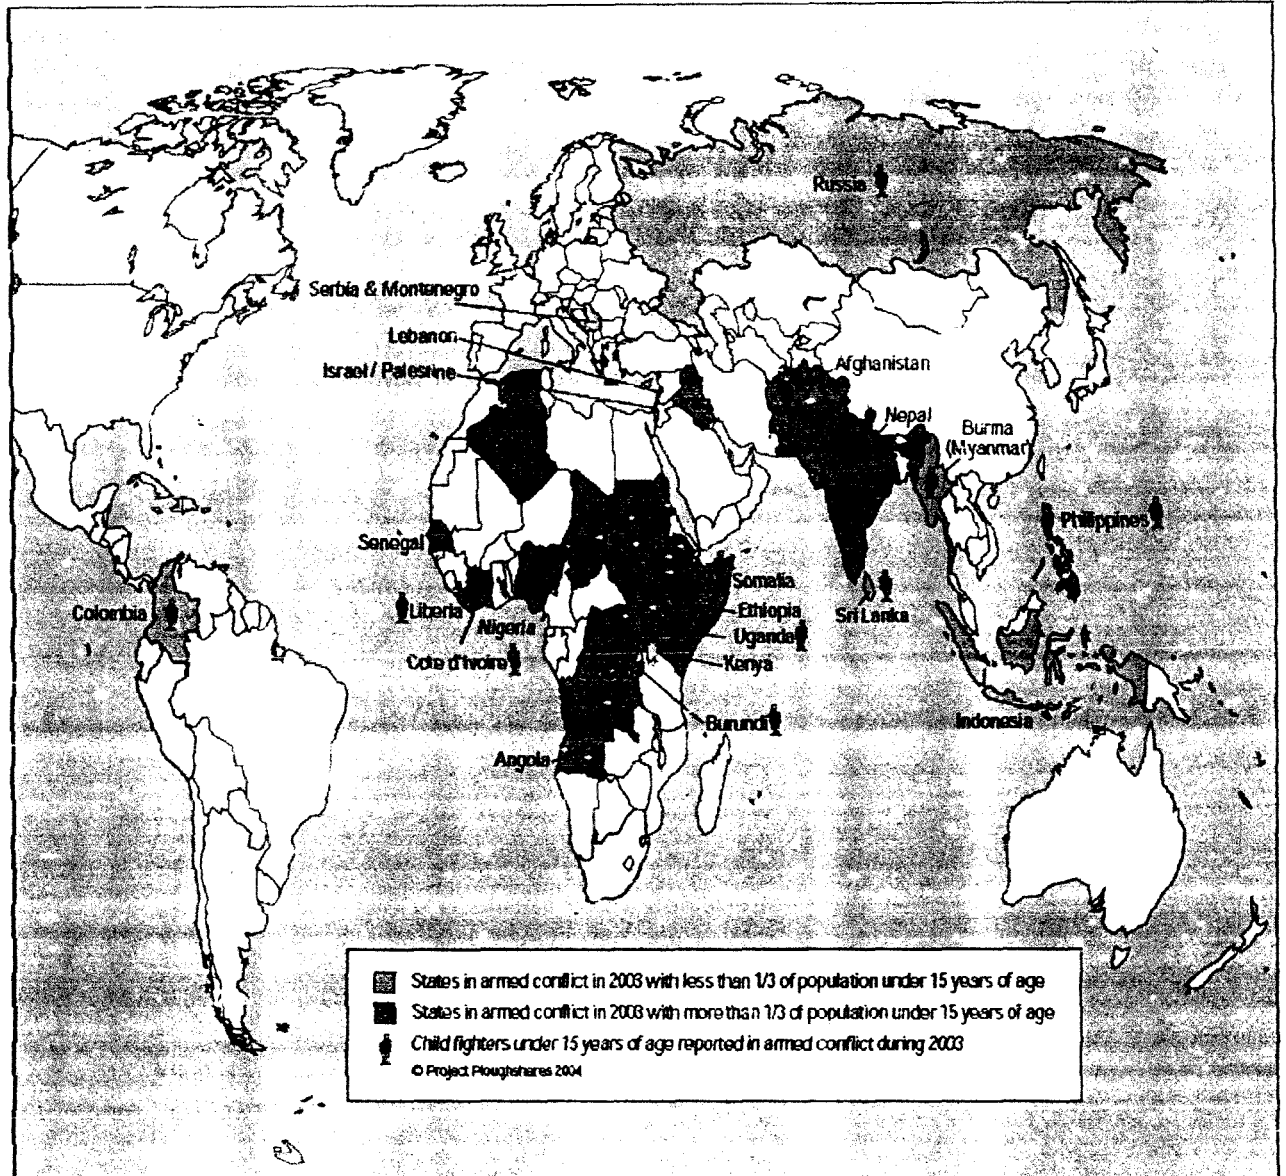 Russia
Serbia & Montenegro
Lebanon
Israel / Palestine
Afghanistan
Nepal
Burma
(Myanmar)
Philippines
Senegal
Somalia
Colombia
Liberia
Ethiopia
Sri Lanka
Nigeria
Uganda
Cote d'Ivoire
Kenya
Burundi
Indonesia
Angola
States in armed conflict in 2003 with less than 1/3 of population under 15 years of age
States in armed conflict in 2003 with more than 1/3 of population under 15 years of age
Child fighters under 15 years of age reported in armed conflict during 2003
© Project Ploughshares 2004